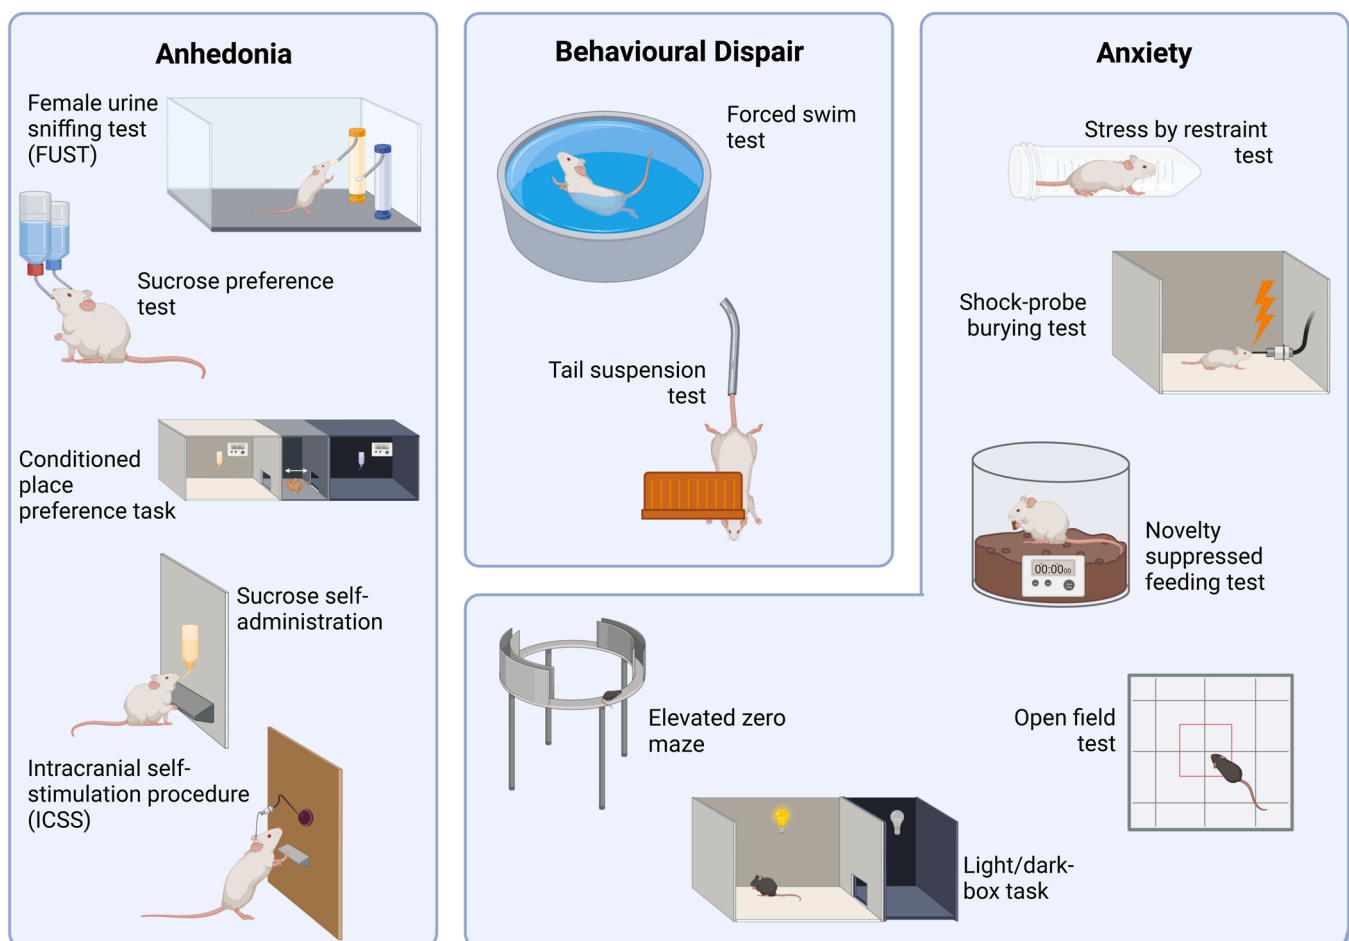 Anhedonia
Female urine
sniffing test
(FUST)
Sucrose preference
test
Conditioned
place
preference task
Sucrose self-
administration
Intracranial self-
stimulation procedure
(ICSS)
Behavioural Dispair
Forced swim
test
Tail suspension
test
Anxiety
Stress by restraint
test
Shock-probe
burying test
Novelty
suppressed
feeding test
00:0000
Elevated zero
maze
Open field
test
Light/dark-
box task